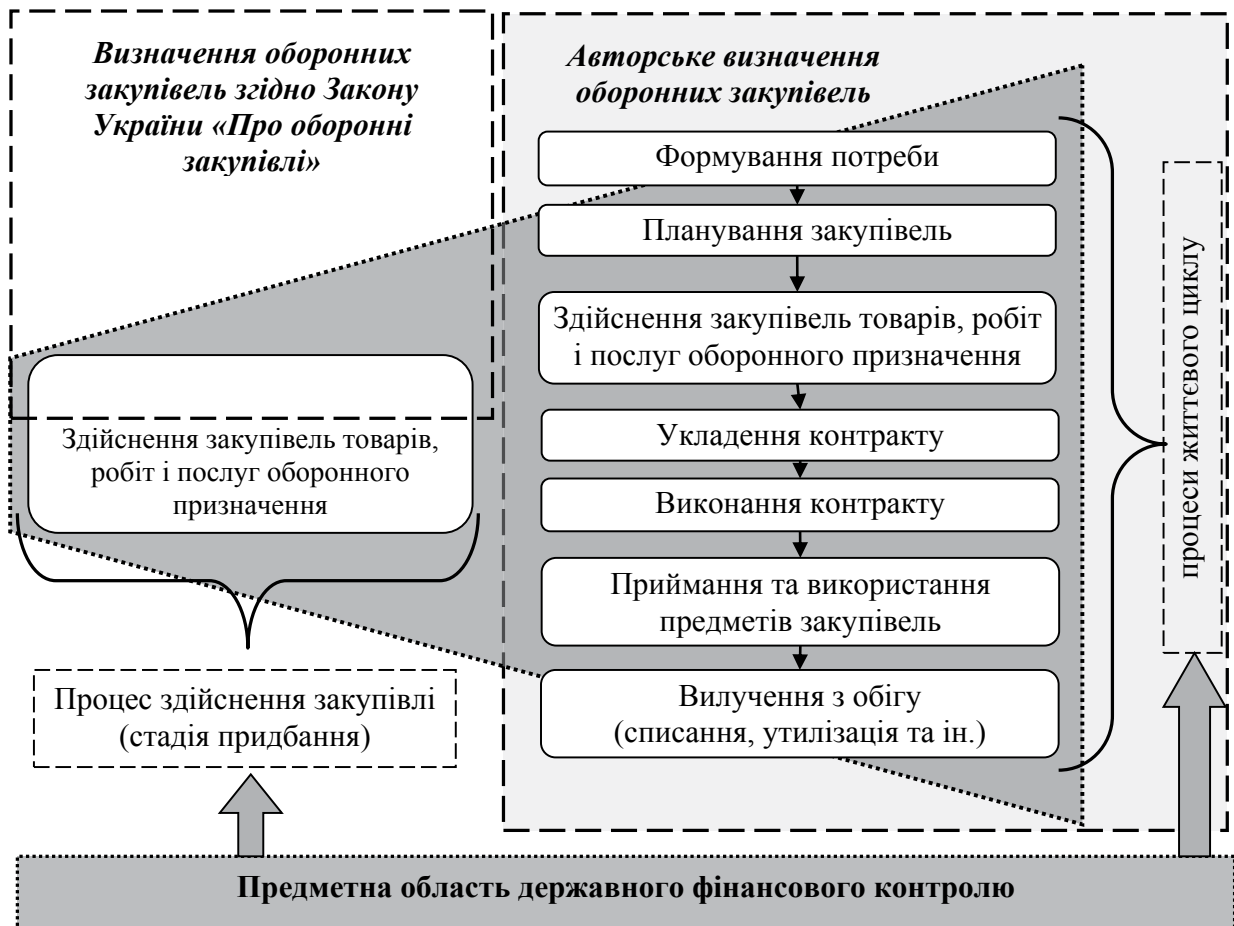 Визначення оборонних
закупівель згідно Закону
України «Про оборонні
закупівлі»
Здійснення закупівель товарів,
робіт і послуг оборонного
призначення
Процес здійснення закупівлі
(стадія придбання)
Авторське визначення
оборонних закупівель
Формування потреби
Планування закупівель
Здійснення закупівель товарів, робіт
і послуг оборонного призначення
Укладення контракту
Виконання контракту
Приймання та використання
предметів закупівель
Вилучення з обігу
(списання, утилізація та ін.)
процеси життєвого циклу
Предметна область державного фінансового контролю